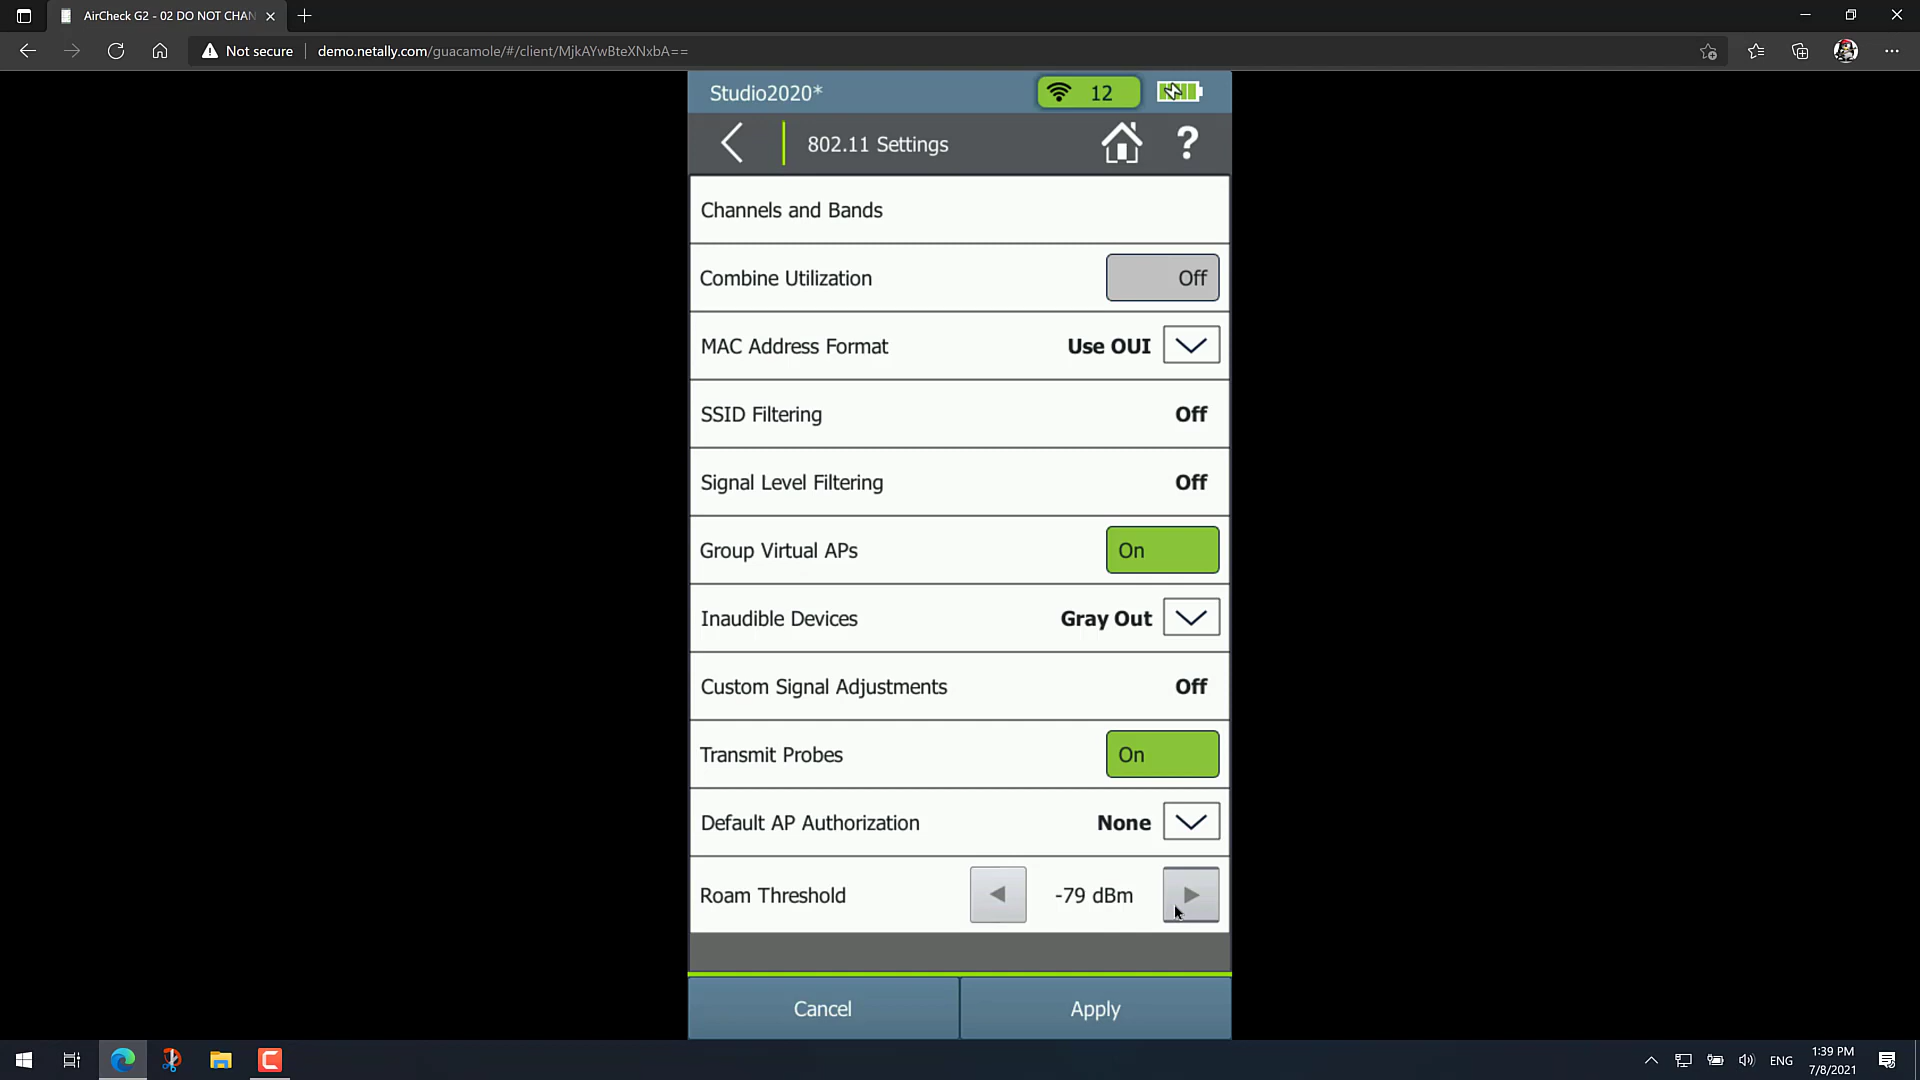 AirCheck G2 - 02 DO NOT CHAN
Not secure demo.netally.com/guacamole/#/client/MjkAYwBteXNxbA==
Studio2020* 12
802.11 Settings ?
Channels and Bands
Combine Utilization Off
MAC Address Format Use OUI
SSID Filtering Off
Signal Level Filtering Off
Group Virtual APs On
Inaudible Devices Gray Out
Custom Signal Adjustments Off
Transmit Probes On
Default AP Authorization None
Roam Threshold -79 dBm
Cancel Apply
ENG
1:39 PM
7/8/2021